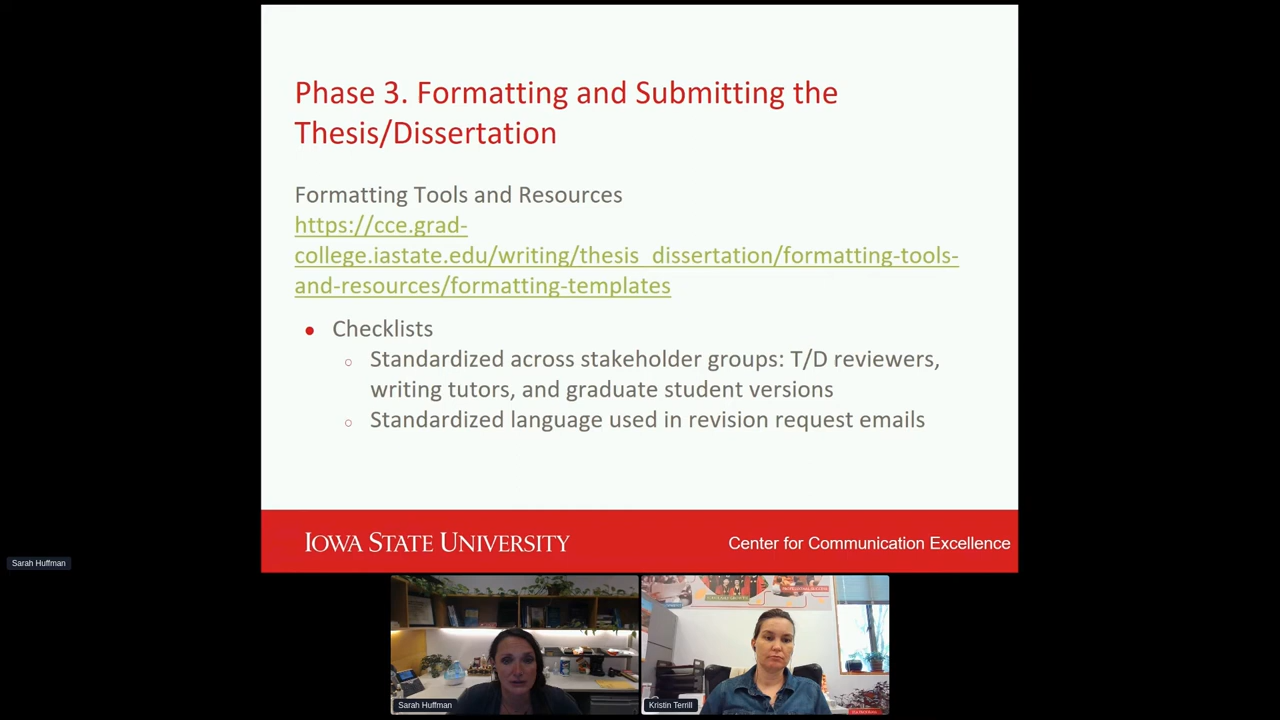 Phase 3. Formatting and Submitting the
Thesis/Dissertation
Formatting Tools and Resources
https://cce.grad-
college.iastate.edu/writing/thesis_dissertation/formatting-tools-
and-resources/formatting-templates
Checklists
Standardized across stakeholder groups: T/D reviewers,
writing tutors, and graduate student versions
Standardized language used in revision request emails
IOWA STATE UNIVERSITY
Center for Communication Excellence
Sarah Huffman
Sarah Huffman
Kristin Terrill